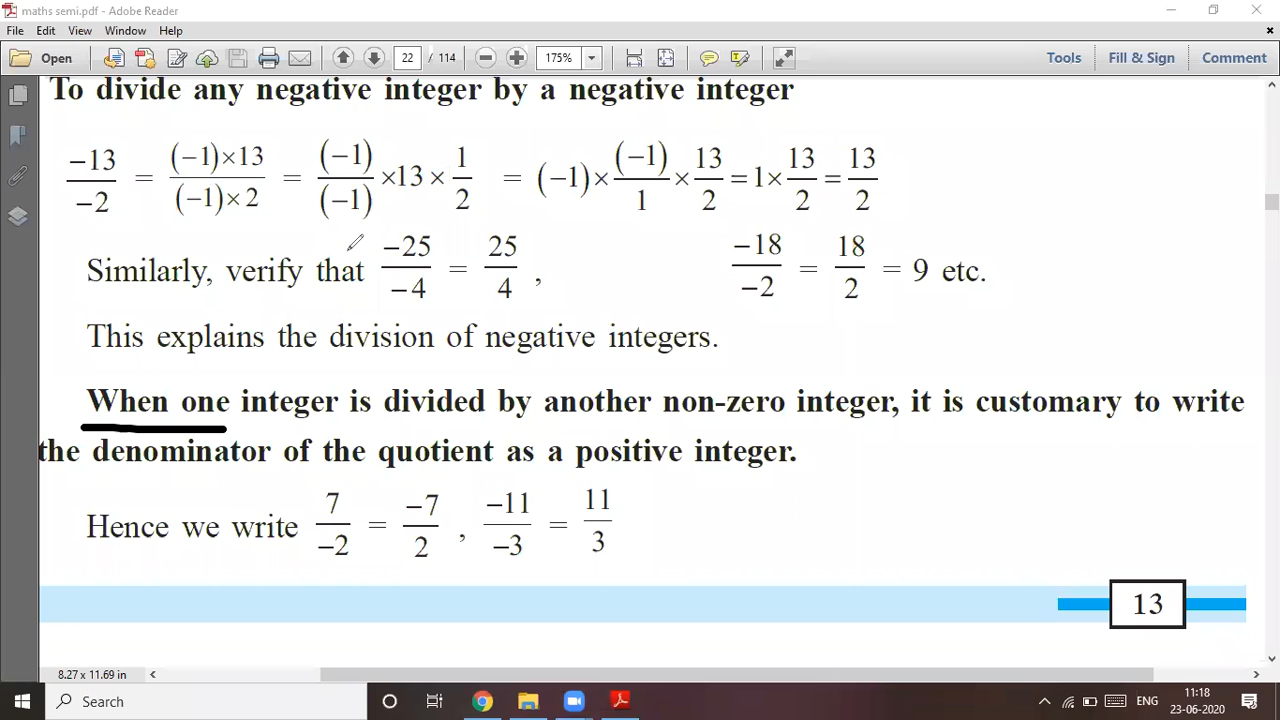 maths semi.pdf - Adobe Reader
File Edit View Window Help
Open 22 / 114 175% Tools Fill & Sign Comment
To divide any negative integer by a negative integer
−13/−2 = (−1)×13/(−1)×2 = (−1)/(−1) ×13 × 1/2 = (−1)× (−1)/1 × 13/2 = 1× 13/2 = 13/2
Similarly, verify that −25/−4 = 25/4 , −18/−2 = 18/2 = 9 etc.
This explains the division of negative integers.
When one integer is divided by another non-zero integer, it is customary to write
the denominator of the quotient as a positive integer.
Hence we write 7/−2 = −7/2 , −11/−3 = 11/3
13
8.27 x 11.69 in
Search ENG 11:18
23-06-2020